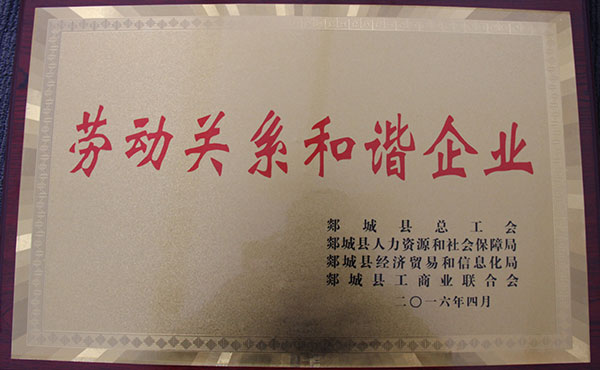 劳动关系和谐企业
郯城县总工会
郯城县人力资源和社会保障局
郯城县经济贸易和信息化局
郯城县工商业联合会
二〇一六年四月